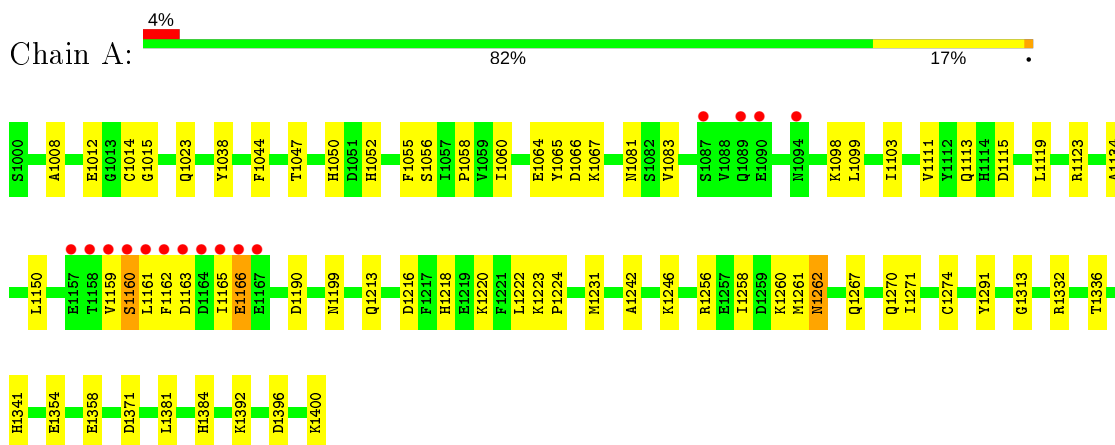 4%
Chain A:
82%
17%
•
S1000 A1008 E1012 G1013 C1014 G1015 Q1023 Y1038 F1044 T1047 H1050 D1051 H1052 F1055 S1056 I1057 P1058 V1059 I1060 E1064 Y1065 D1066 K1067 N1081 S1082 V1083 S1087 V1088 Q1089 E1090 N1094 K1098 L1099 I1103 V1111 Y1112 Q1113 H1114 D1115 L1119 R1123 A1134
L1150 E1157 T1158 V1159 S1160 L1161 F1162 D1163 D1164 I1165 E1166 E1167 D1190 N1199 Q1213 D1216 F1217 H1218 E1219 K1220 F1221 L1222 K1223 P1224 M1231 A1242 K1246 R1256 E1257 I1258 D1259 K1260 M1261 N1262 Q1267 Q1270 I1271 C1274 Y1291 G1313 R1332 T1336
H1341 E1354 E1358 D1371 L1381 H1384 K1392 D1396 K1400